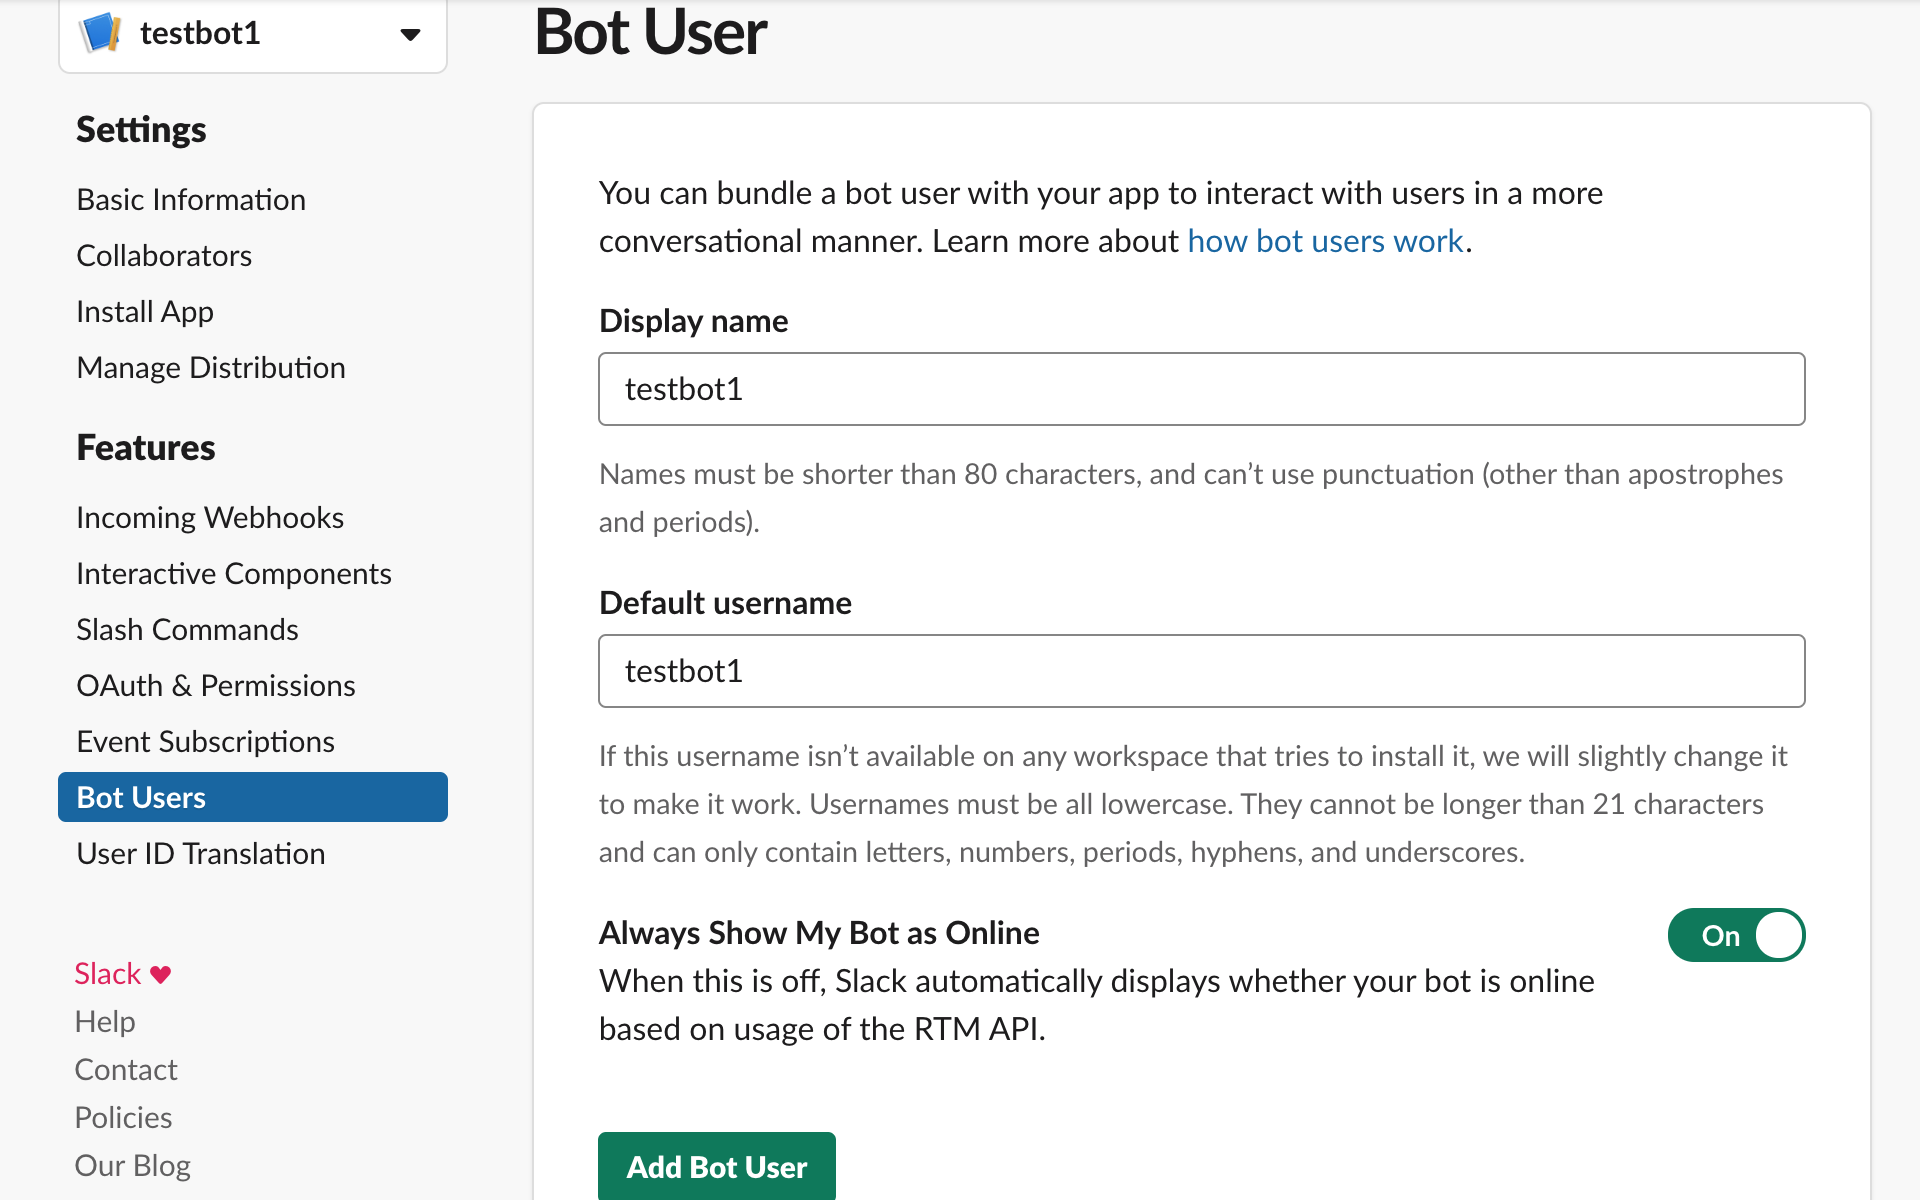 testbot1
Settings
Basic Information
Collaborators
Install App
Manage Distribution
Features
Incoming Webhooks
Interactive Components
Slash Commands
OAuth & Permissions
Event Subscriptions
Bot Users
User ID Translation
Slack ♥
Help
Contact
Policies
Our Blog
Bot User
You can bundle a bot user with your app to interact with users in a more
conversational manner. Learn more about how bot users work.
Display name
testbot1
Names must be shorter than 80 characters, and can’t use punctuation (other than apostrophes
and periods).
Default username
testbot1
If this username isn’t available on any workspace that tries to install it, we will slightly change it
to make it work. Usernames must be all lowercase. They cannot be longer than 21 characters
and can only contain letters, numbers, periods, hyphens, and underscores.
Always Show My Bot as Online
On
When this is off, Slack automatically displays whether your bot is online
based on usage of the RTM API.
Add Bot User